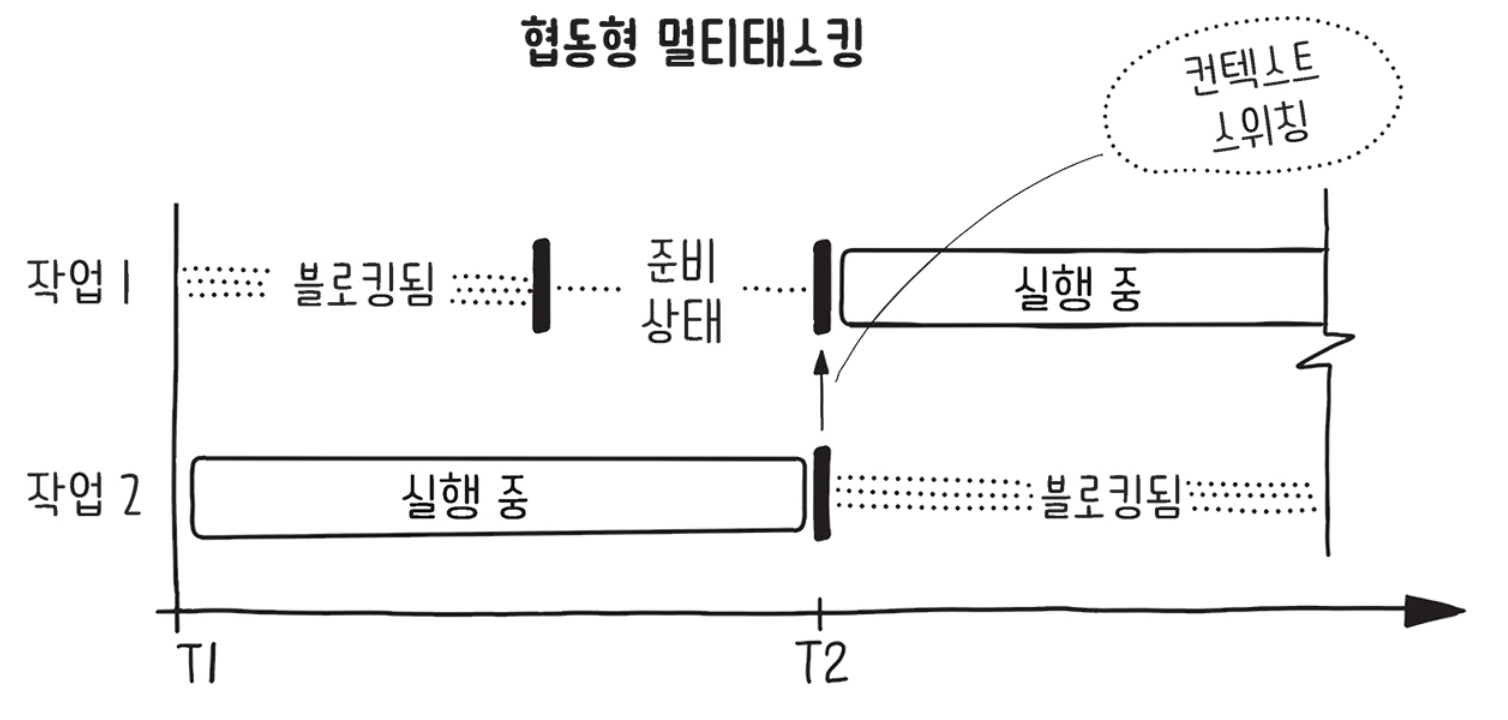 협동형 멀티태스킹
컨텍스트
스위칭
작업 1
블로킹됨
준비
상태
실행 중
작업 2
실행 중
블로킹됨
T1
T2